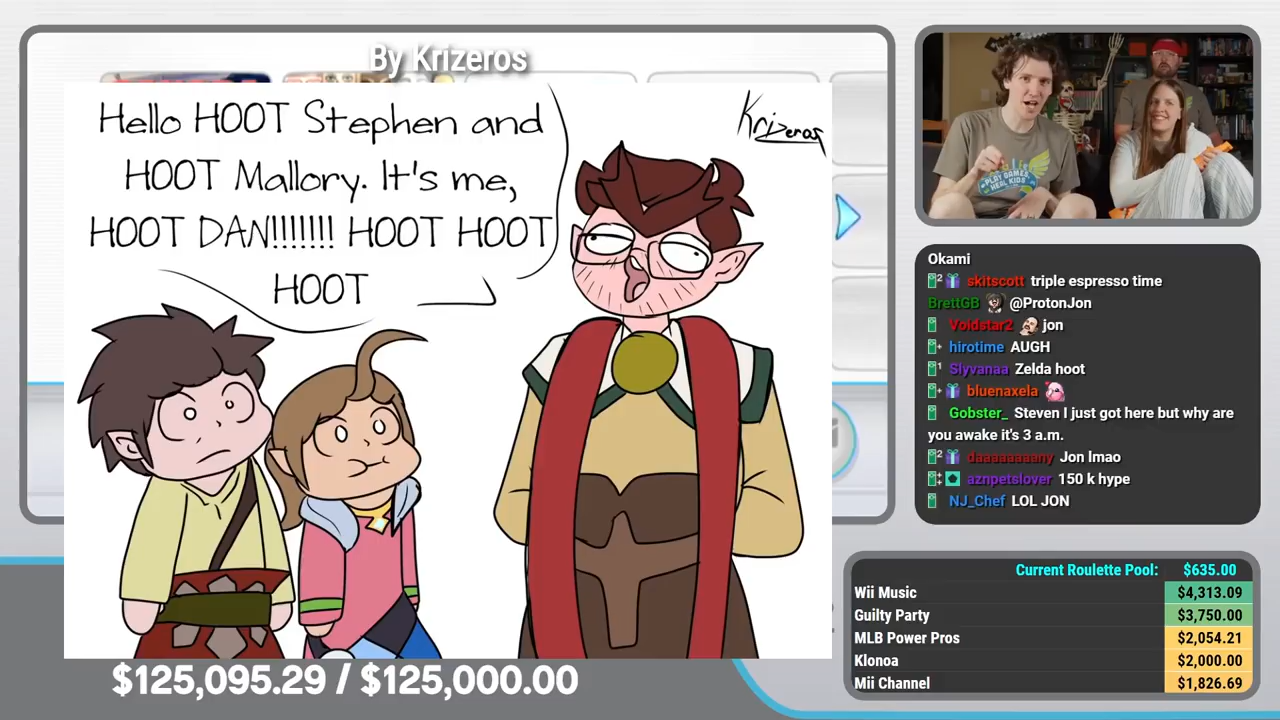 By Krizeros
Hello HOOT Stephen and
HOOT Mallory. It's me,
HOOT DAN!!!!!!! HOOT HOOT
HOOT
Krizeros
$125,095.29 / $125,000.00
PLAY GAMES
HEAL KIDS
Okami
skitscott triple espresso time
BrettGB @ProtonJon
Voidstar2 jon
hirotime AUGH
Slyvanaa Zelda hoot
bluenaxela
Gobster_ Steven I just got here but why are
you awake it's 3 a.m.
daaaaaaaany Jon lmao
aznpetslover 150 k hype
NJ_Chef LOL JON
Current Roulette Pool: $635.00
Wii Music $4,313.09
Guilty Party $3,750.00
MLB Power Pros $2,054.21
Klonoa $2,000.00
Mii Channel $1,826.69